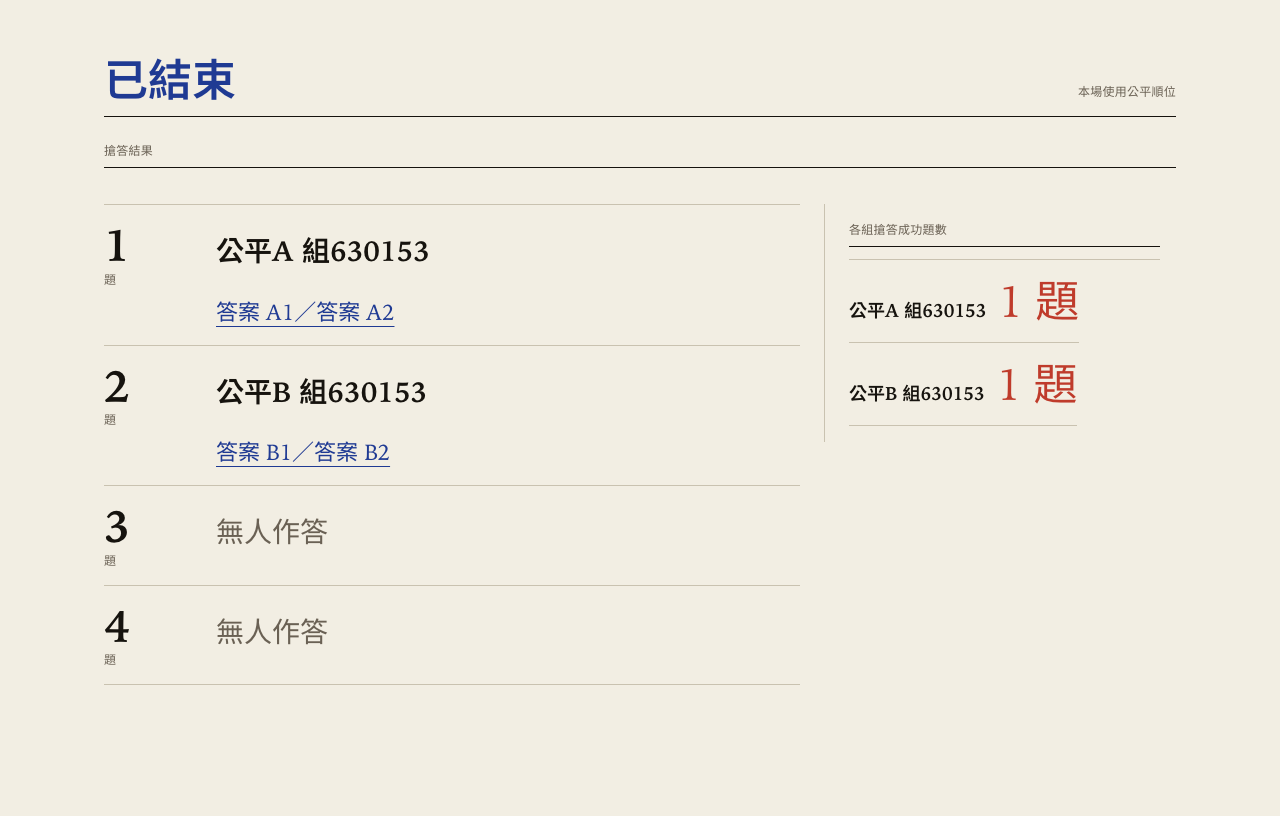 已結束
本場使用公平順位
搶答結果
1
題
公平A 組630153
答案 A1／答案 A2
2
題
公平B 組630153
答案 B1／答案 B2
3
題
無人作答
4
題
無人作答
各組搶答成功題數
公平A 組630153 1 題
公平B 組630153 1 題